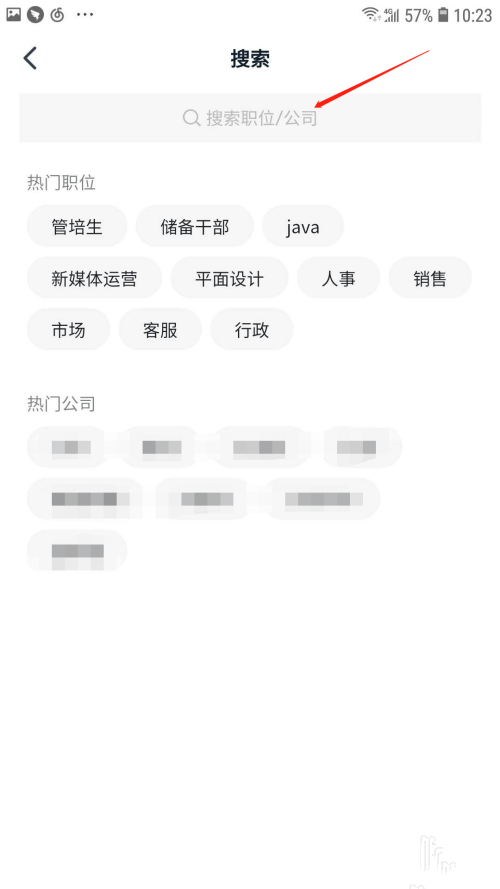 57% 10:23
搜索
搜索职位/公司
热门职位
管培生 储备干部 java
新媒体运营 平面设计 人事 销售
市场 客服 行政
热门公司